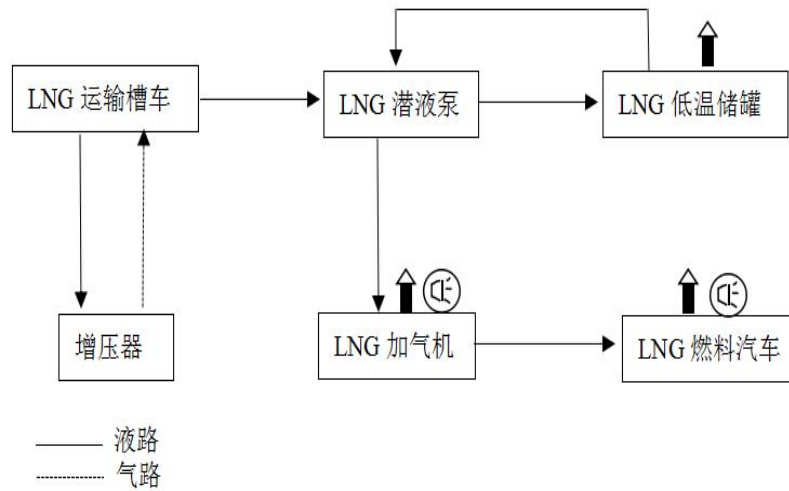 LNG 运输槽车
LNG 潜液泵
LNG 低温储罐
增压器
LNG 加气机
LNG 燃料汽车
液路
气路